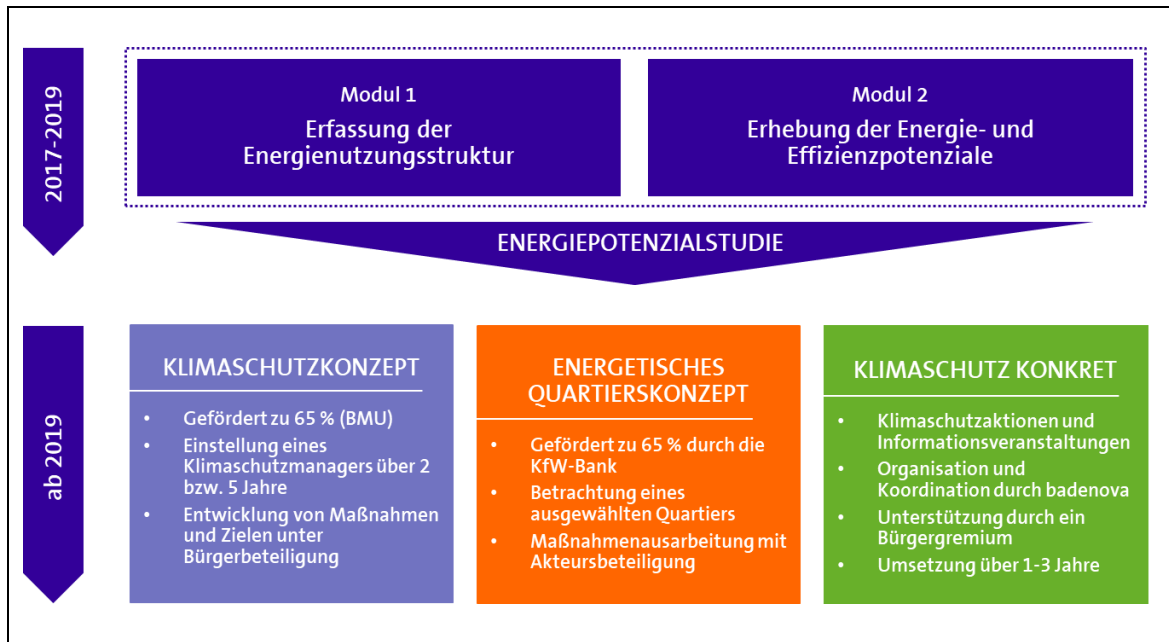 2017-2019
Modul 1
Erfassung der
Energienutzungsstruktur
Modul 2
Erhebung der Energie- und
Effizienzpotenziale
ENERGIEPOTENZIALSTUDIE
ab 2019
KLIMASCHUTZKONZEPT
• Gefördert zu 65 % (BMU)
• Einstellung eines
Klimaschutzmanagers über 2
bzw. 5 Jahre
• Entwicklung von Maßnahmen
und Zielen unter
Bürgerbeteiligung
ENERGETISCHES
QUARTIERSKONZEPT
• Gefördert zu 65 % durch die
KfW-Bank
• Betrachtung eines
ausgewählten Quartiers
• Maßnahmenausarbeitung mit
Akteursbeteiligung
KLIMASCHUTZ KONKRET
• Klimaschutzaktionen und
Informationsveranstaltungen
• Organisation und
Koordination durch badenova
• Unterstützung durch ein
Bürgergremium
• Umsetzung über 1-3 Jahre